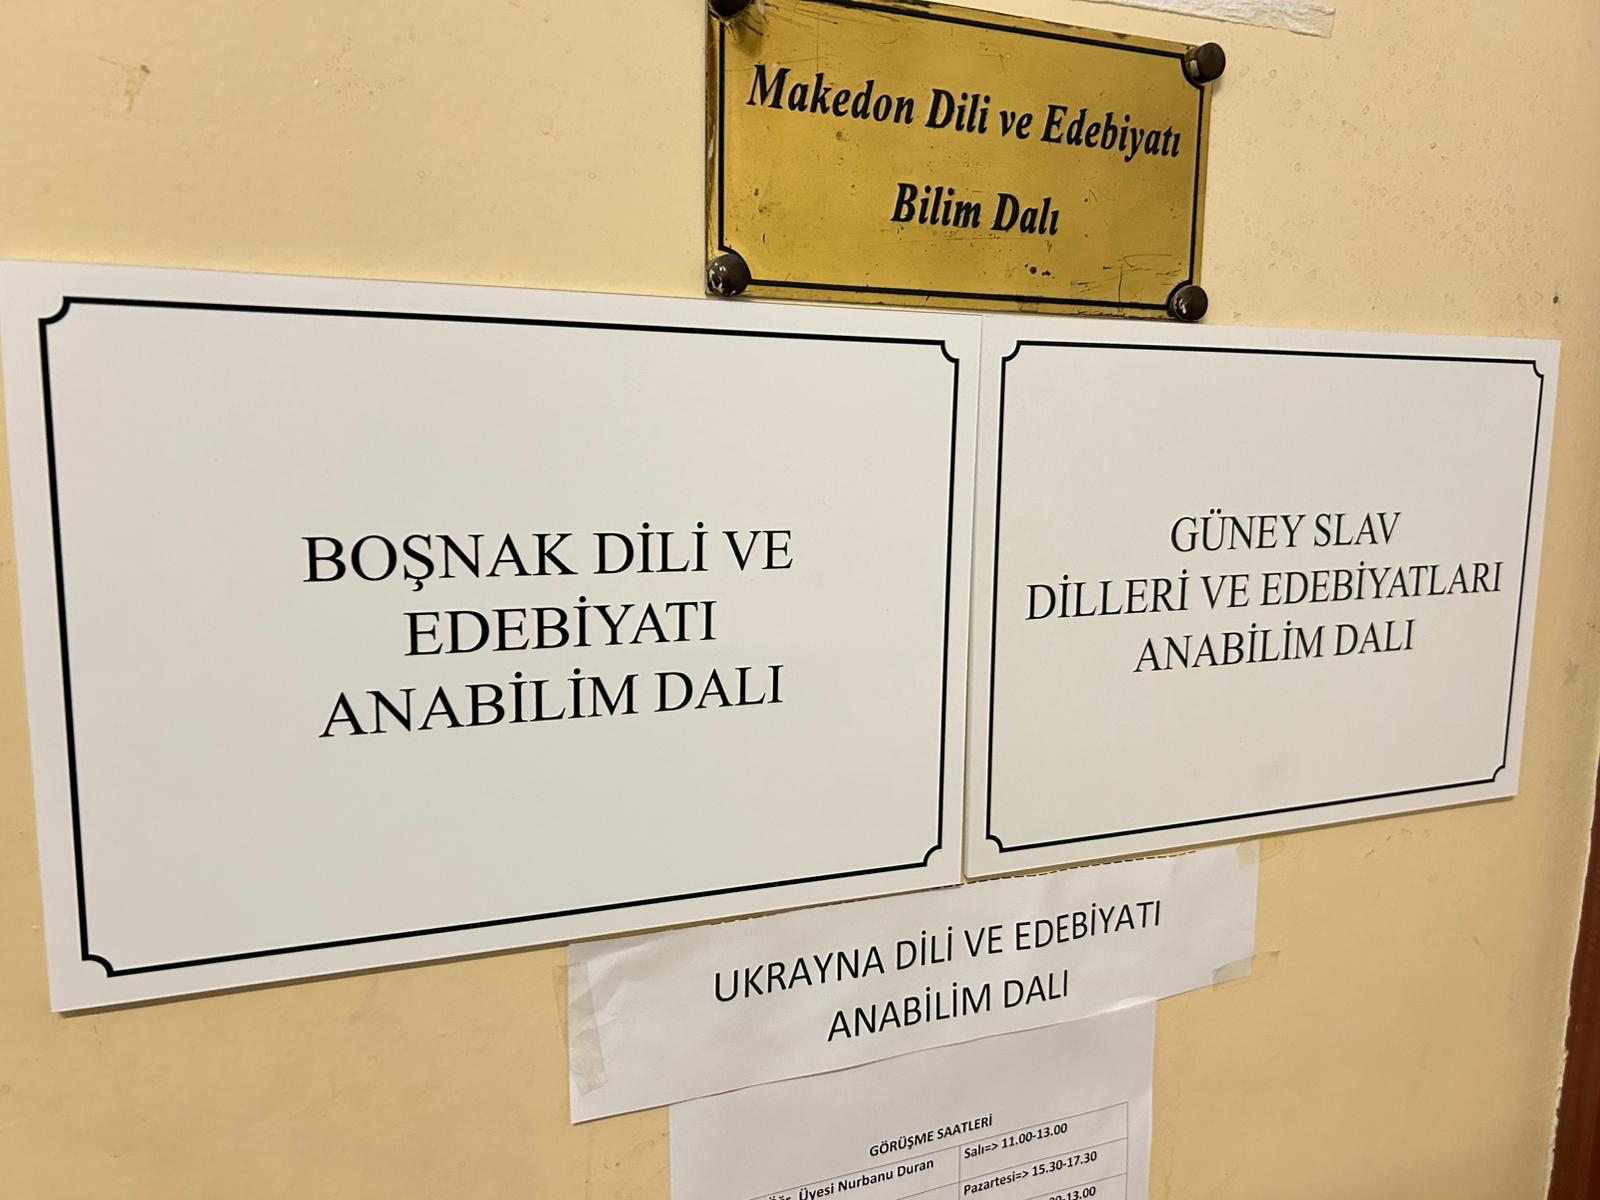 Makedon Dili ve Edebiyatı
Bilim Dalı
BOŞNAK DİLİ VE
EDEBİYATI
ANABİLİM DALI
GÜNEY SLAV
DİLLERİ VE EDEBİYATLARI
ANABİLİM DALI
UKRAYNA DİLİ VE EDEBİYATI
ANABİLİM DALI
GÖRÜŞME SAATLERİ
Salı=> 11.00-13.00
Üyesi Nurbanu Duran
Pazartesi=> 15.30-17.30